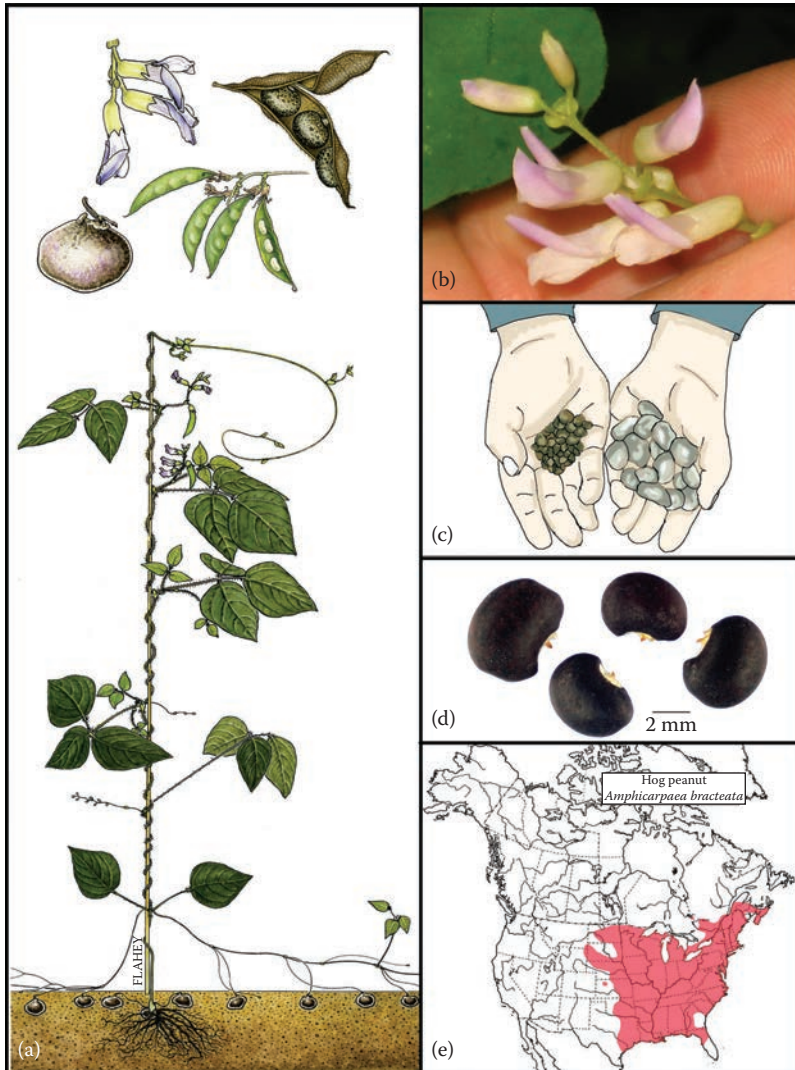 FLAHEY
(a)
(b)
(c)
2 mm
(d)
Hog peanut
Amphicarpaea bracteata
(e)